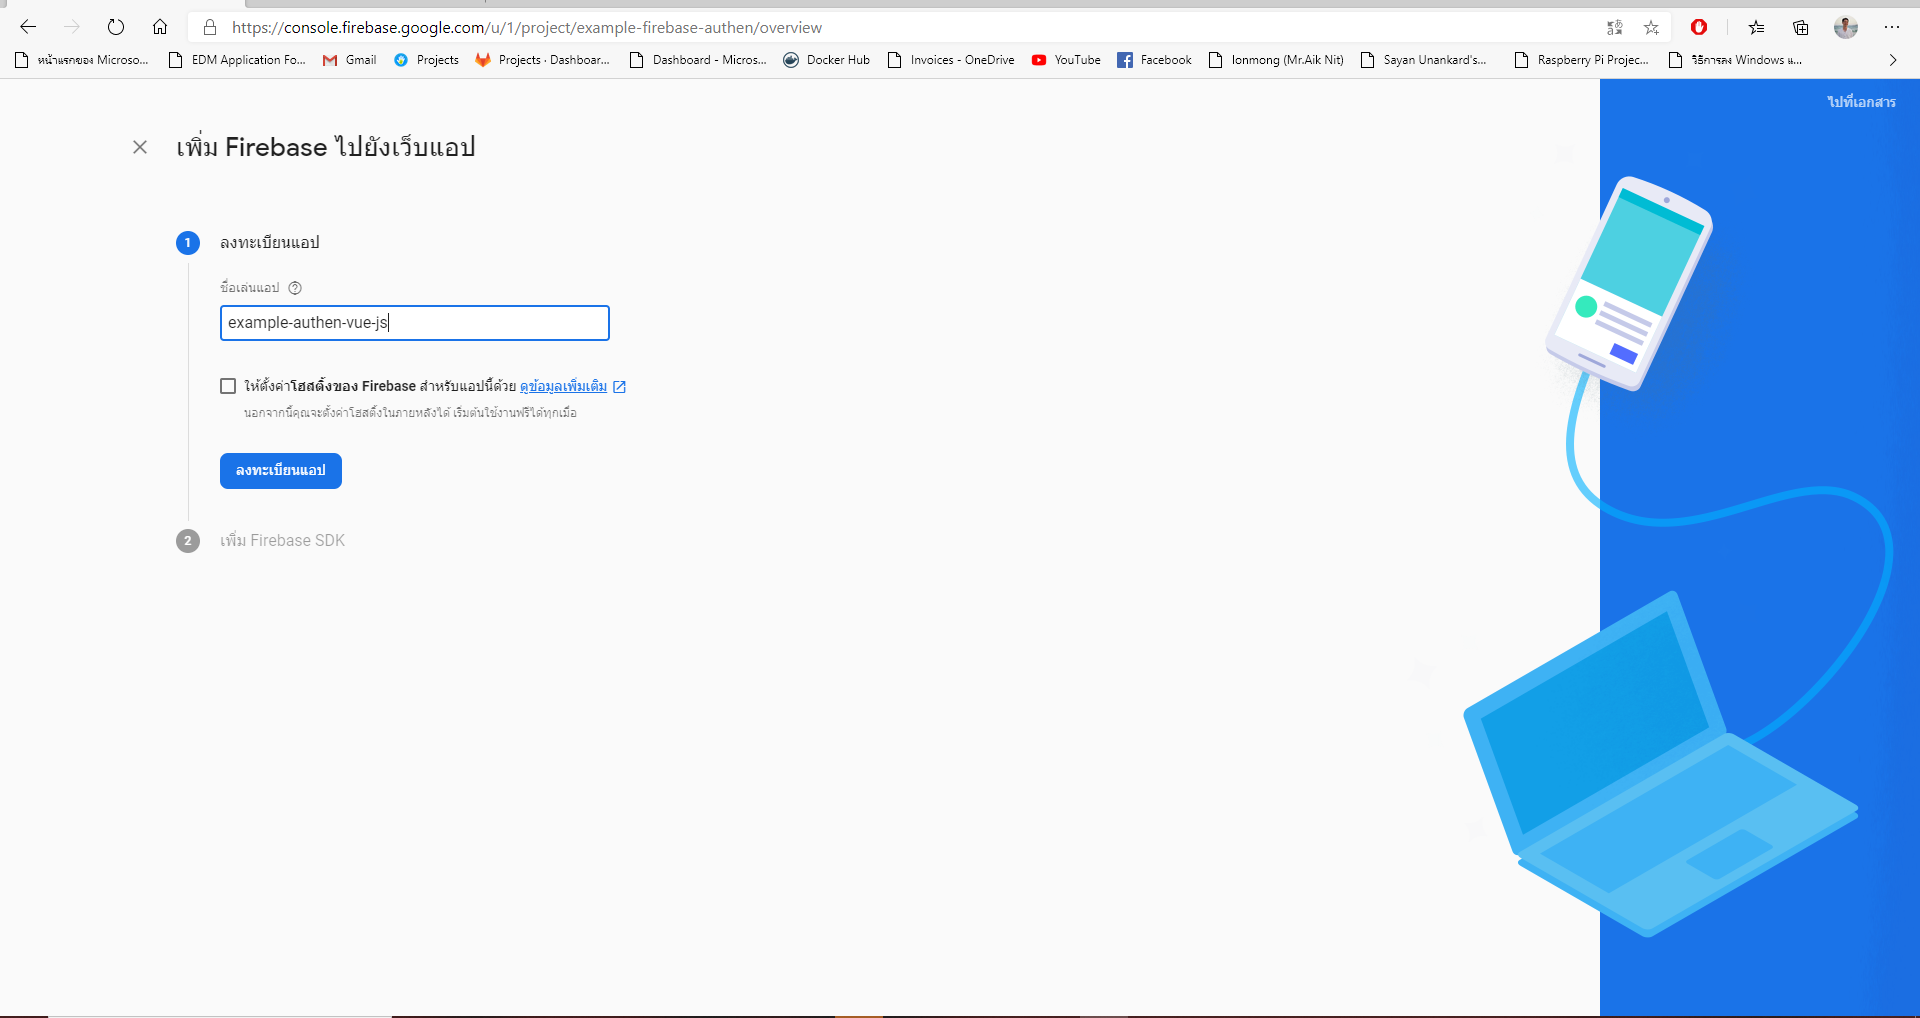 https://console.firebase.google.com/u/1/project/example-firebase-authen/overview
หน้าแรกของ Microso... EDM Application Fo... Gmail Projects Projects · Dashboar... Dashboard - Micros... Docker Hub Invoices - OneDrive YouTube Facebook Ionmong (Mr.Aik Nit) Sayan Unankard's... Raspberry Pi Projec... วิธีการลง Windows แ...
ไปที่เอกสาร
เพิ่ม Firebase ไปยังเว็บแอป
1 ลงทะเบียนแอป
ชื่อเล่นแอป
example-authen-vue-js
ให้ตั้งค่าโฮสติ้งของ Firebase สำหรับแอปนี้ด้วย ดูข้อมูลเพิ่มเติม
นอกจากนี้คุณจะตั้งค่าโฮสติ้งในภายหลังได้ เริ่มต้นใช้งานฟรีได้ทุกเมื่อ
ลงทะเบียนแอป
2 เพิ่ม Firebase SDK